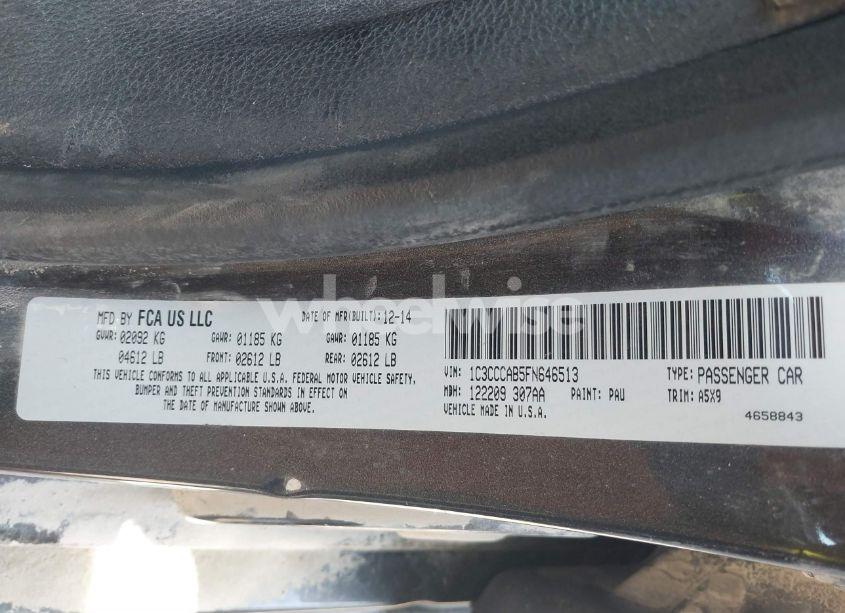 MFD BY FCA US LLC DATE OF MFR(BUILT): 12-14
GVWR: 02092 KG GAWR: 01185 KG GAWR: 01185 KG
04612 LB FRONT: 02612 LB REAR: 02612 LB
THIS VEHICLE CONFORMS TO ALL APPLICABLE U.S.A. FEDERAL MOTOR VEHICLE SAFETY,
BUMPER AND THEFT PREVENTION STANDARDS IN EFFECT ON
THE DATE OF MANUFACTURE SHOWN ABOVE.
VIN: 1C3CCCAB5FN646513 TYPE: PASSENGER CAR
MDH: 122209 307AA PAINT: PAU TRIM: A5X9
VEHICLE MADE IN U.S.A. 4658843
wheelwise